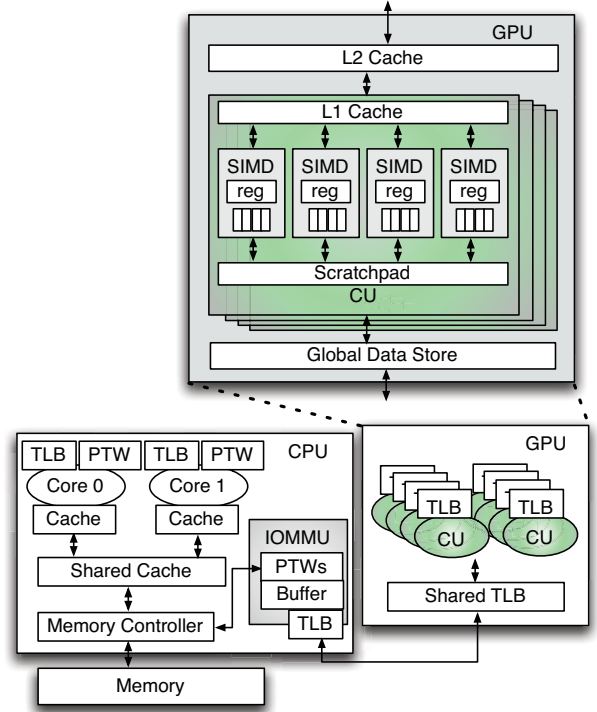 GPU
L2 Cache
L1 Cache
SIMD SIMD SIMD SIMD
reg reg reg reg
Scratchpad
CU
Global Data Store
TLB PTW TLB PTW CPU
Core 0 Core 1
Cache Cache
IOMMU
PTWs
Shared Cache
Buffer
Memory Controller
TLB
Memory
GPU
TLB TLB
CU CU
Shared TLB